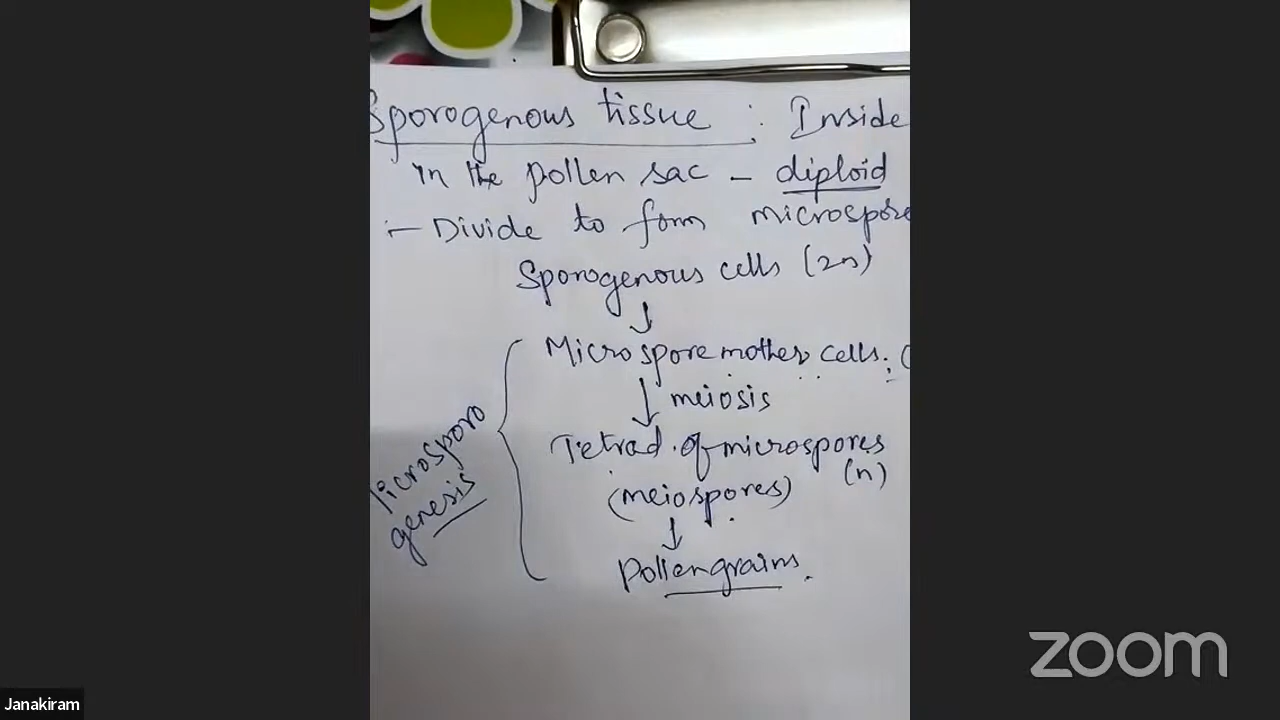 Sporogenous tissue : Inside
in the pollen sac – diploid
– Divide to form microspore
Sporogenous cells (2n)
↓
Microspore mother cells. (
↓ meiosis
Tetrad of microspores
(meiospores) (n)
↓
Pollengrains.
Microsporo
genesis
zoom
Janakiram